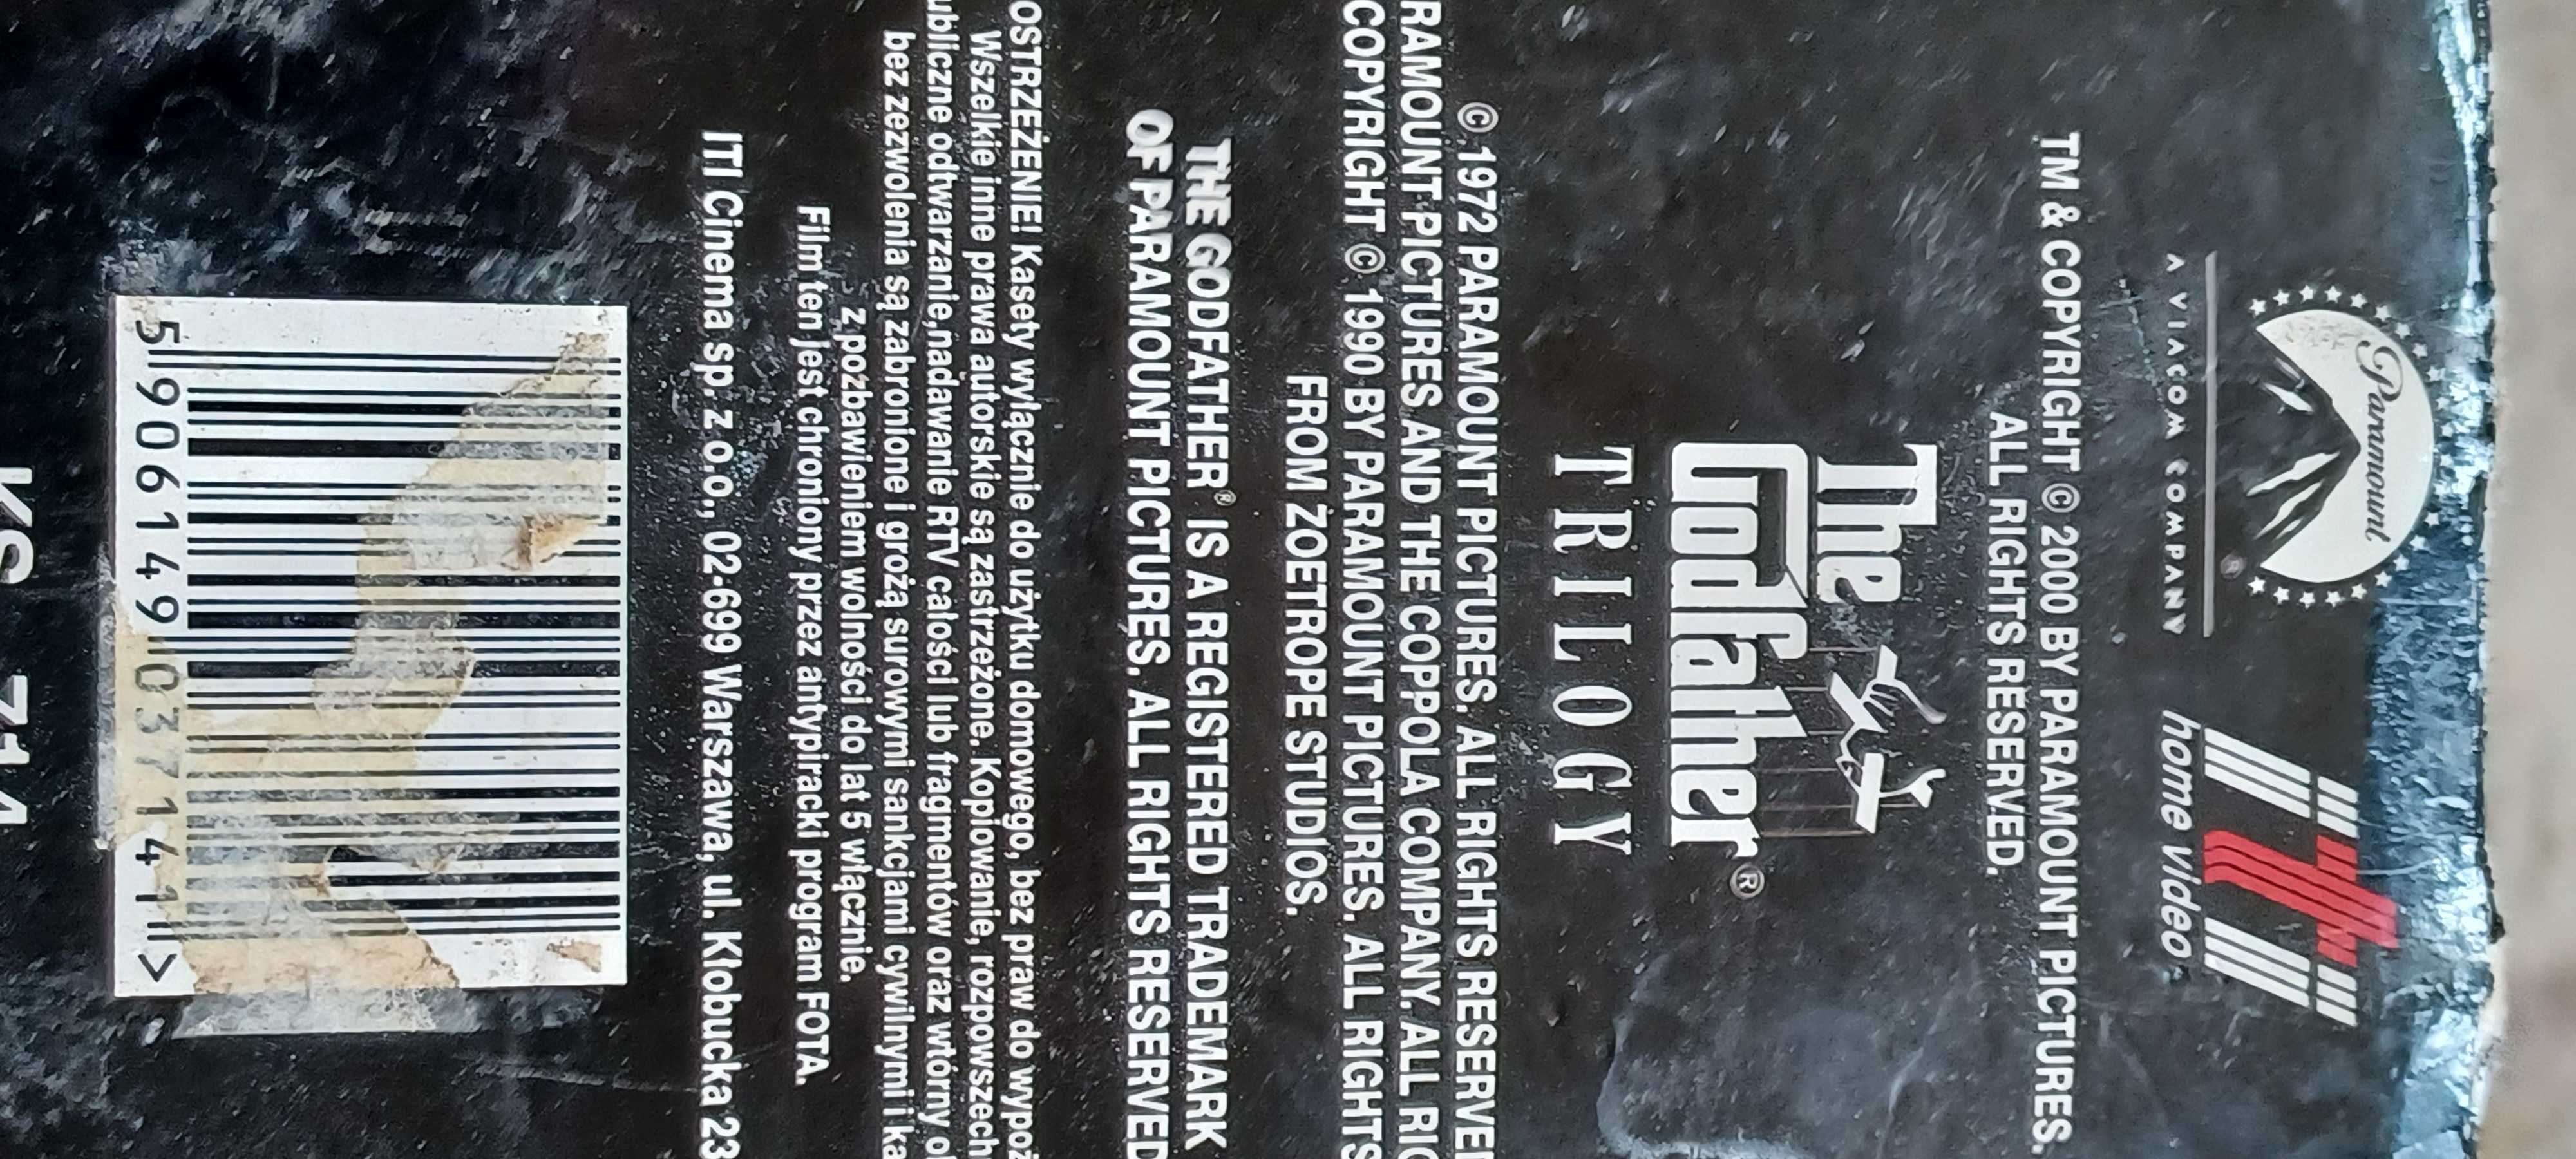 Paramount
A VIACOM COMPANY
iTi
home video
TM & COPYRIGHT © 2000 BY PARAMOUNT PICTURES.
ALL RIGHTS RESERVED.
The
Godfather®
TRILOGY
© 1972 PARAMOUNT PICTURES. ALL RIGHTS RESERVED
RAMOUNT PICTURES AND THE COPPOLA COMPANY. ALL RIG
COPYRIGHT © 1990 BY PARAMOUNT PICTURES. ALL RIGHTS
FROM ZOETROPE STUDIOS.
THE GODFATHER® IS A REGISTERED TRADEMARK
OF PARAMOUNT PICTURES. ALL RIGHTS RESERVED
OSTRZEŻENIE! Kasety wyłącznie do użytku domowego, bez praw do wypoż
Wszelkie inne prawa autorskie są zastrzeżone. Kopiowanie, rozpowszech
ubliczne odtwarzanie,nadawanie RTV całości lub fragmentów oraz wtórny o
bez zezwolenia są zabronione i grożą surowymi sankcjami cywilnymi i ka
z pozbawieniem wolności do lat 5 włącznie.
Film ten jest chroniony przez antypiracki program FOTA.
ITI Cinema sp. z o.o., 02-699 Warszawa, ul. Kłobucka 23
5 906149 037141 >